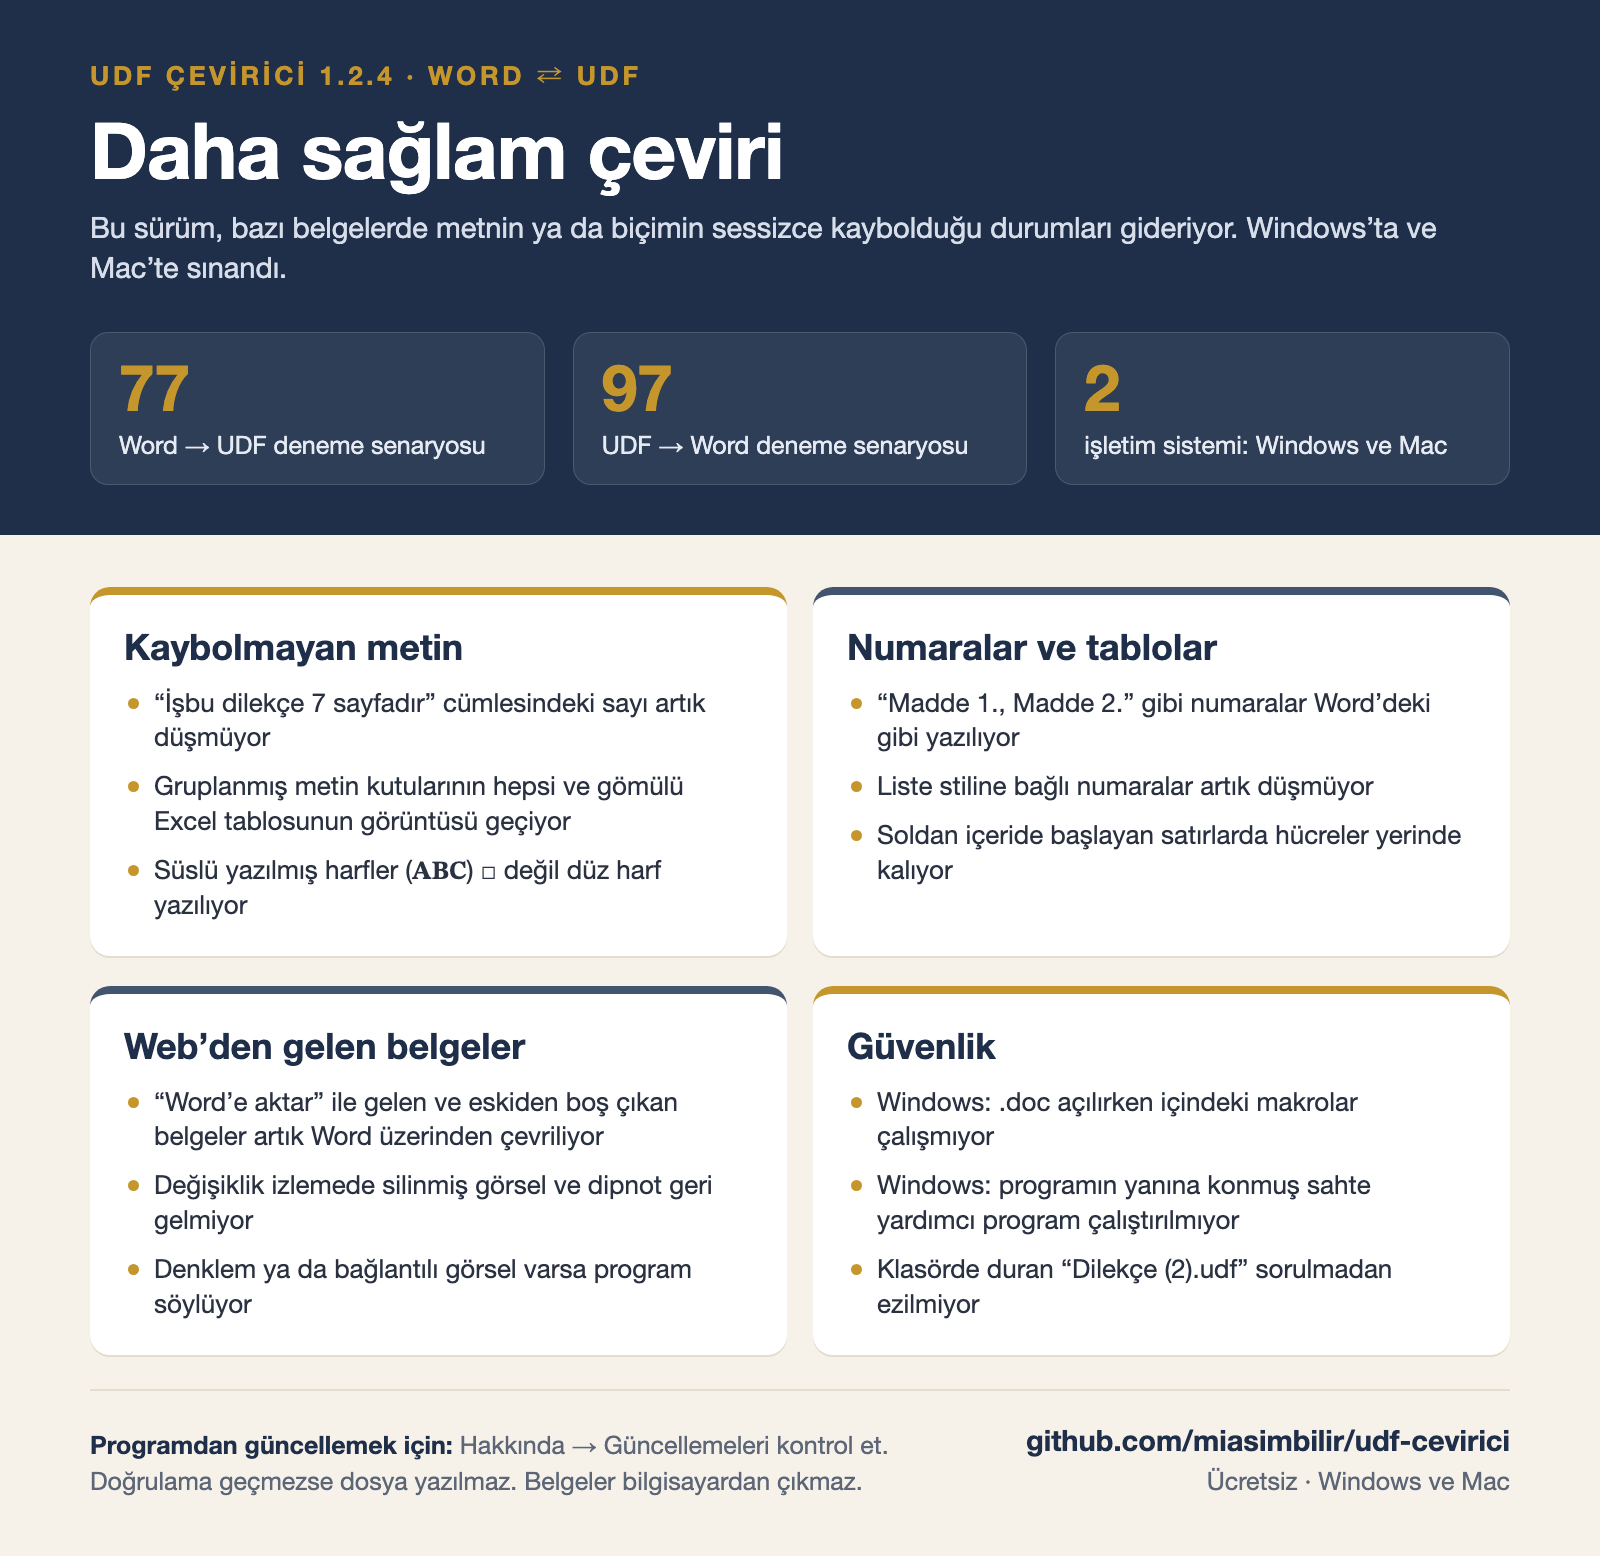 UDF ÇEVİRİCİ 1.2.4 · WORD ⇄ UDF
Daha sağlam çeviri
Bu sürüm, bazı belgelerde metnin ya da biçimin sessizce kaybolduğu durumları gideriyor. Windows’ta ve
Mac’te sınandı.
77
Word → UDF deneme senaryosu
97
UDF → Word deneme senaryosu
2
işletim sistemi: Windows ve Mac
Kaybolmayan metin
“İşbu dilekçe 7 sayfadır” cümlesindeki sayı artık
düşmüyor
Gruplanmış metin kutularının hepsi ve gömülü
Excel tablosunun görüntüsü geçiyor
Süslü yazılmış harfler (𝐀𝐁𝐂) □ değil düz harf
yazılıyor
Numaralar ve tablolar
“Madde 1., Madde 2.” gibi numaralar Word’deki
gibi yazılıyor
Liste stiline bağlı numaralar artık düşmüyor
Soldan içeride başlayan satırlarda hücreler yerinde
kalıyor
Web’den gelen belgeler
“Word’e aktar” ile gelen ve eskiden boş çıkan
belgeler artık Word üzerinden çevriliyor
Değişiklik izlemede silinmiş görsel ve dipnot geri
gelmiyor
Denklem ya da bağlantılı görsel varsa program
söylüyor
Güvenlik
Windows: .doc açılırken içindeki makrolar
çalışmıyor
Windows: programın yanına konmuş sahte
yardımcı program çalıştırılmıyor
Klasörde duran “Dilekçe (2).udf” sorulmadan
ezilmiyor
Programdan güncellemek için: Hakkında → Güncellemeleri kontrol et.
Doğrulama geçmezse dosya yazılmaz. Belgeler bilgisayardan çıkmaz.
github.com/miasimbilir/udf-cevirici
Ücretsiz · Windows ve Mac